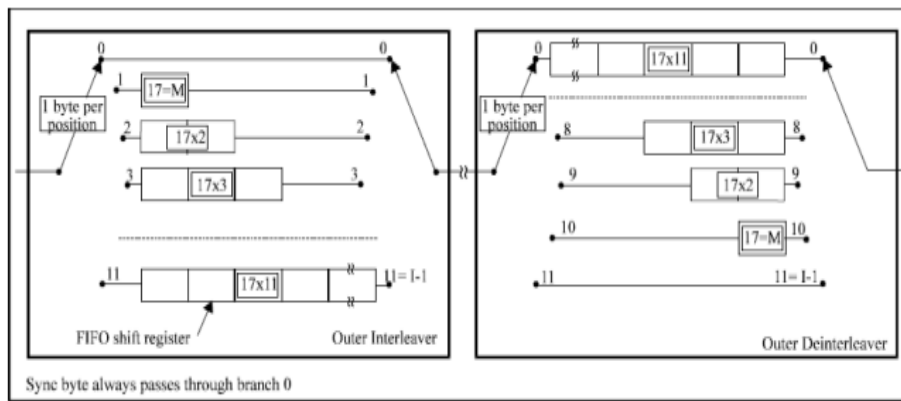 0 0
1 17=M 1
1 byte per
position
2 17x2 2
3 17x3 3
11 17x11 11= I-1
FIFO shift register Outer Interleaver
0 17x11 0
1 byte per
position
8 17x3 8
9 17x2 9
10 17=M 10
11 11= I-1
Outer Deinterleaver
Sync byte always passes through branch 0